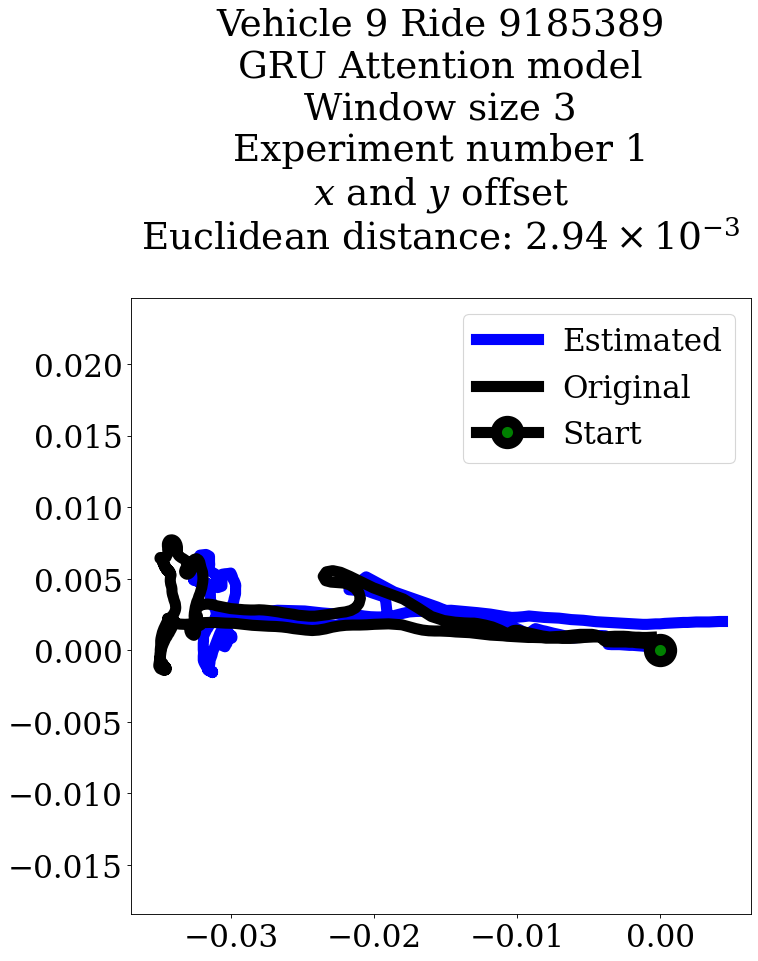 Vehicle 9 Ride 9185389
GRU Attention model
Window size 3
Experiment number 1
x and y offset
Euclidean distance: 2.94 × 10⁻³
Estimated
Original
Start
0.020
0.015
0.010
0.005
0.000
−0.005
−0.010
−0.015
−0.03
−0.02
−0.01
0.00